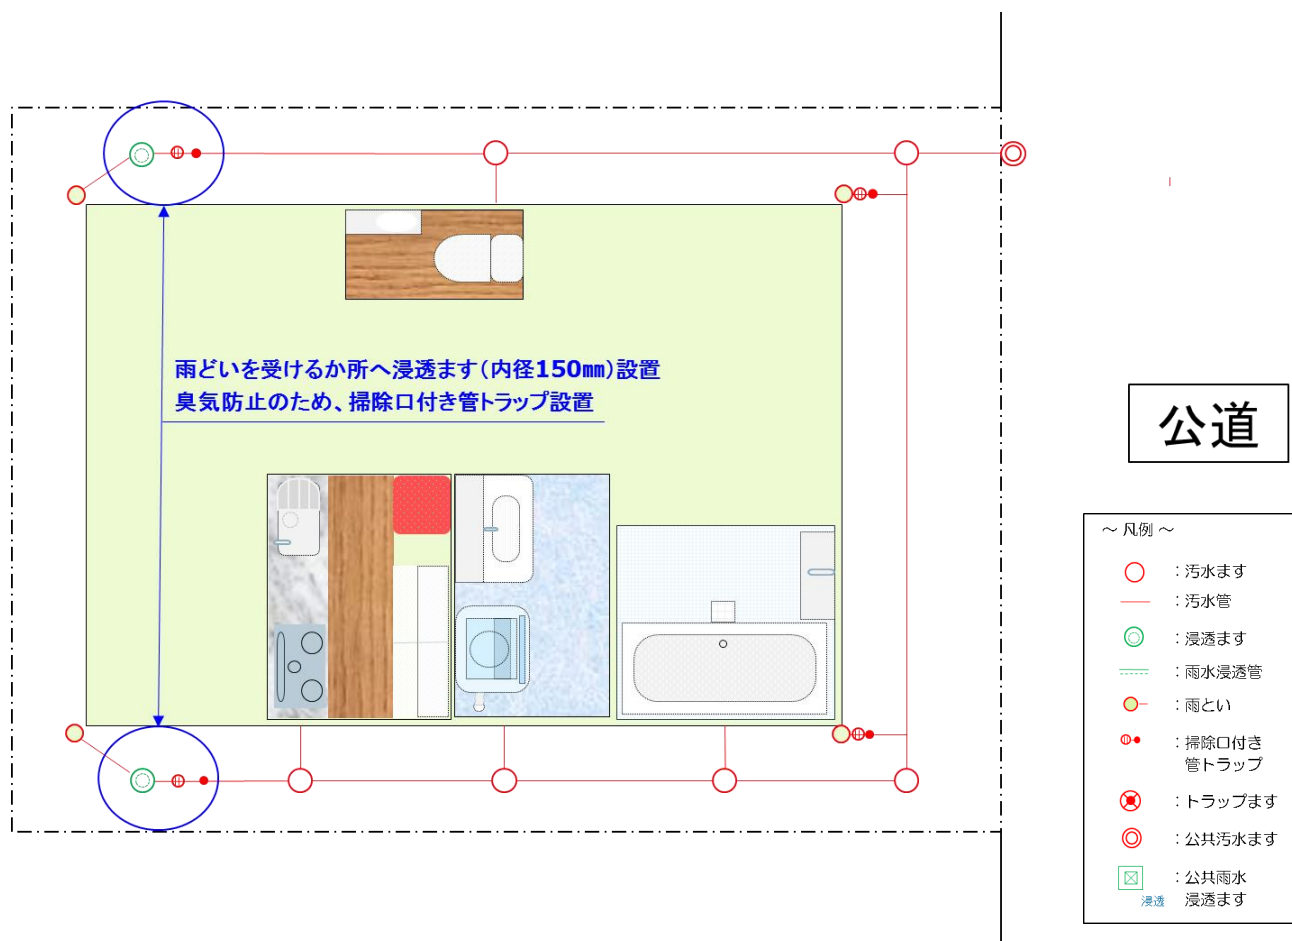 雨どいを受けるか所へ浸透ます(内径150㎜)設置
臭気防止のため、掃除口付き管トラップ設置
公道
～ 凡例 ～
：汚水ます
：汚水管
：浸透ます
：雨水浸透管
：雨とい
：掃除口付き
管トラップ
：トラップます
：公共汚水ます
：公共雨水
浸透 浸透ます